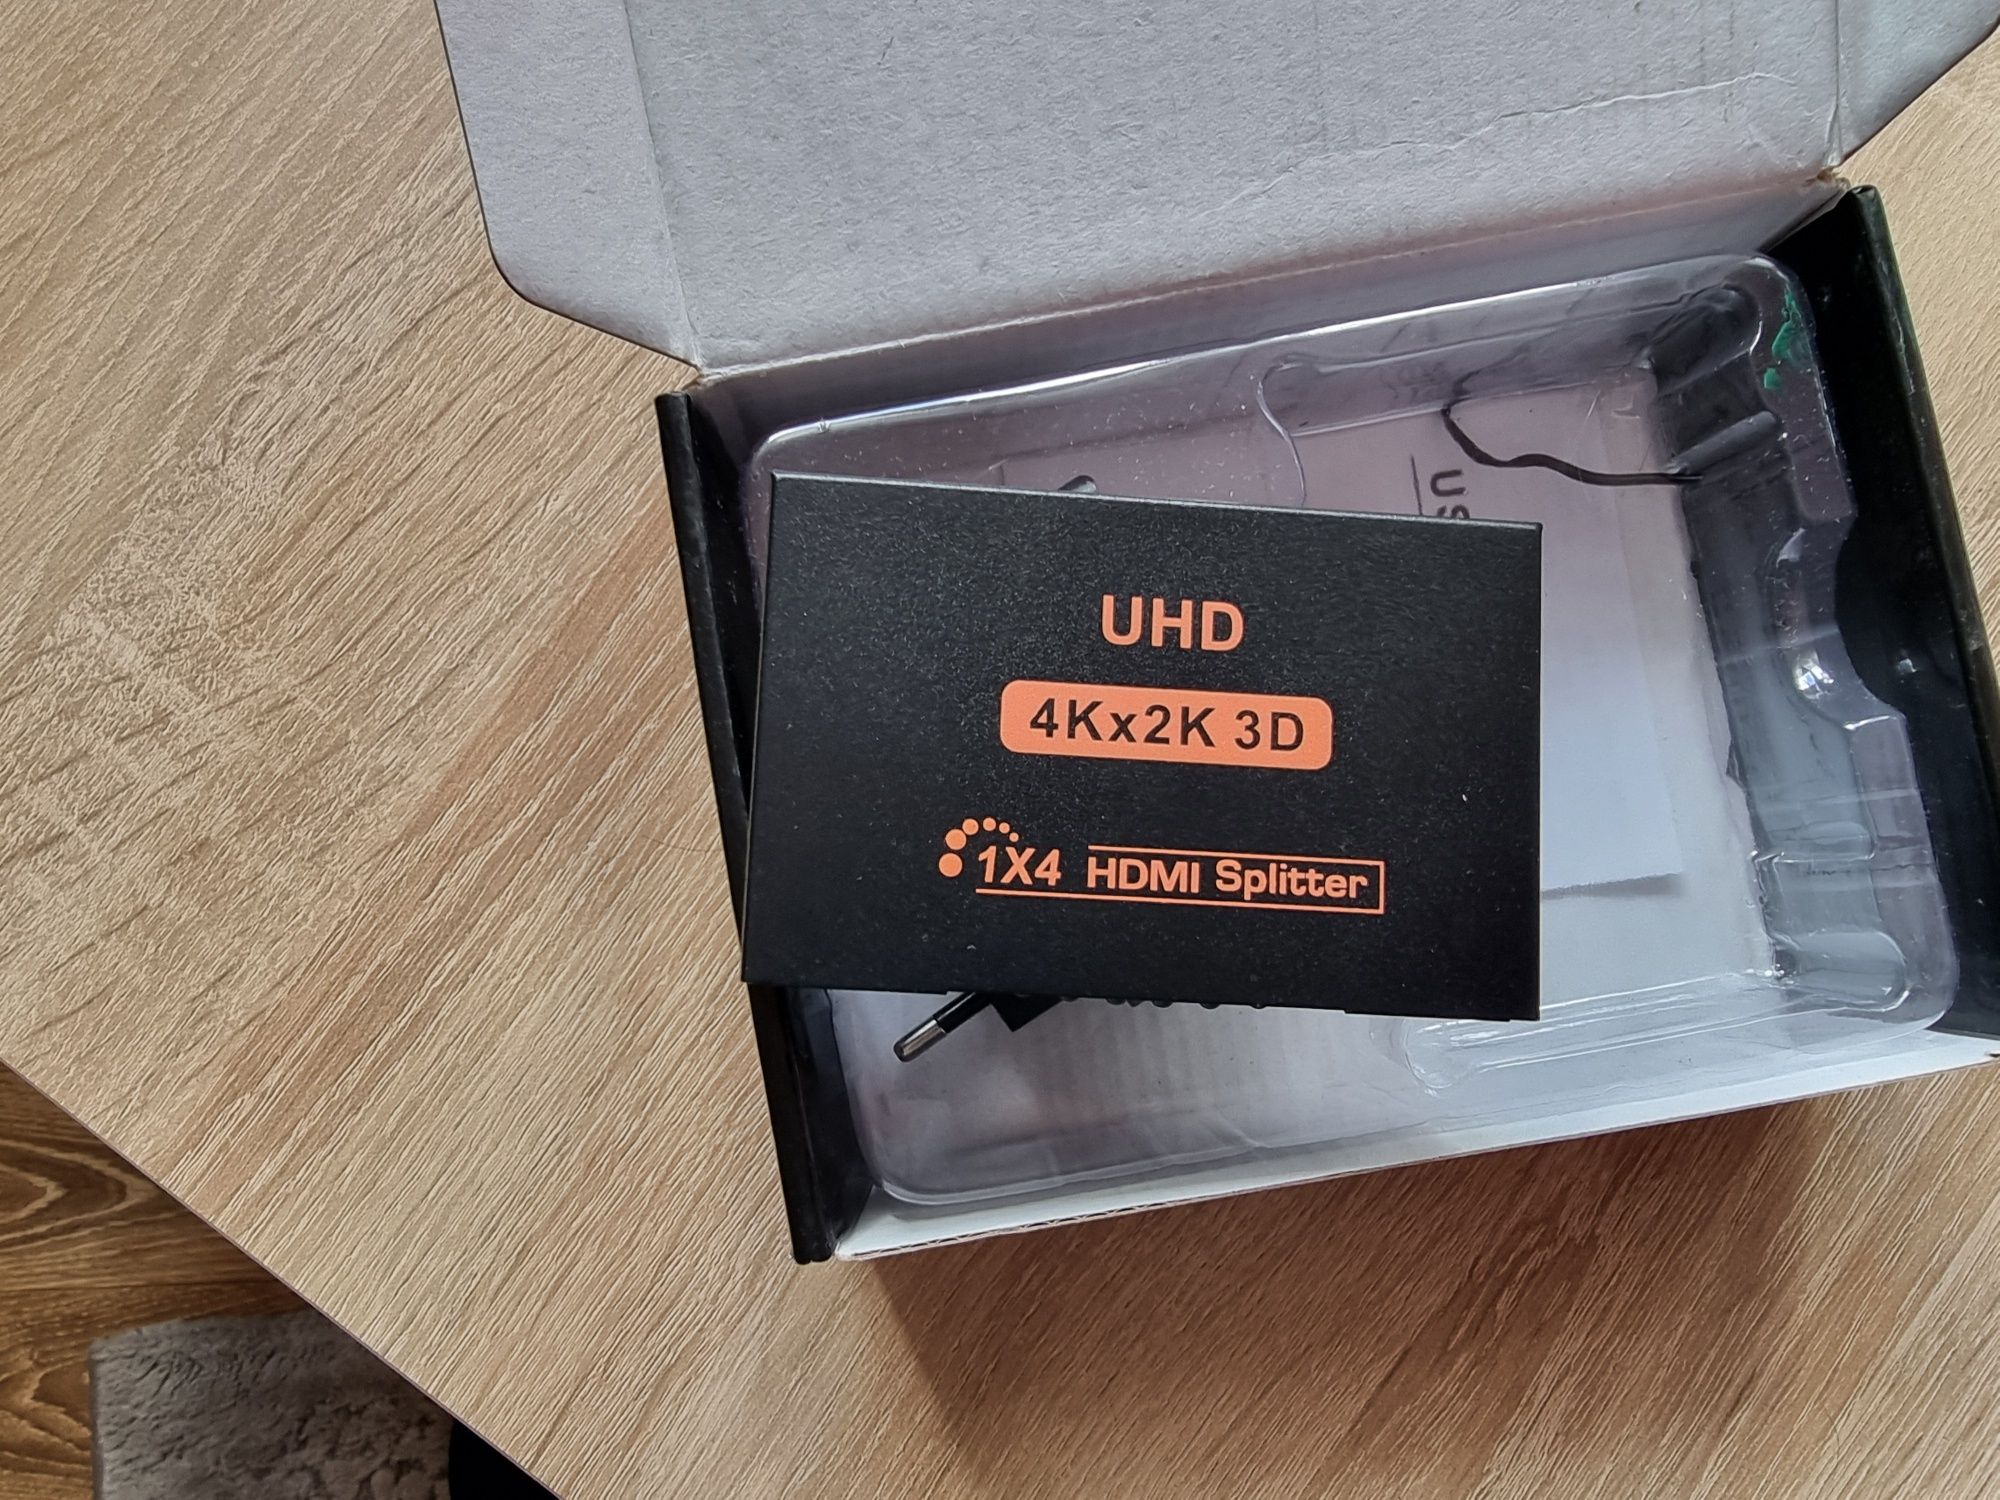 UHD
4Kx2K 3D
1X4 HDMI Splitter